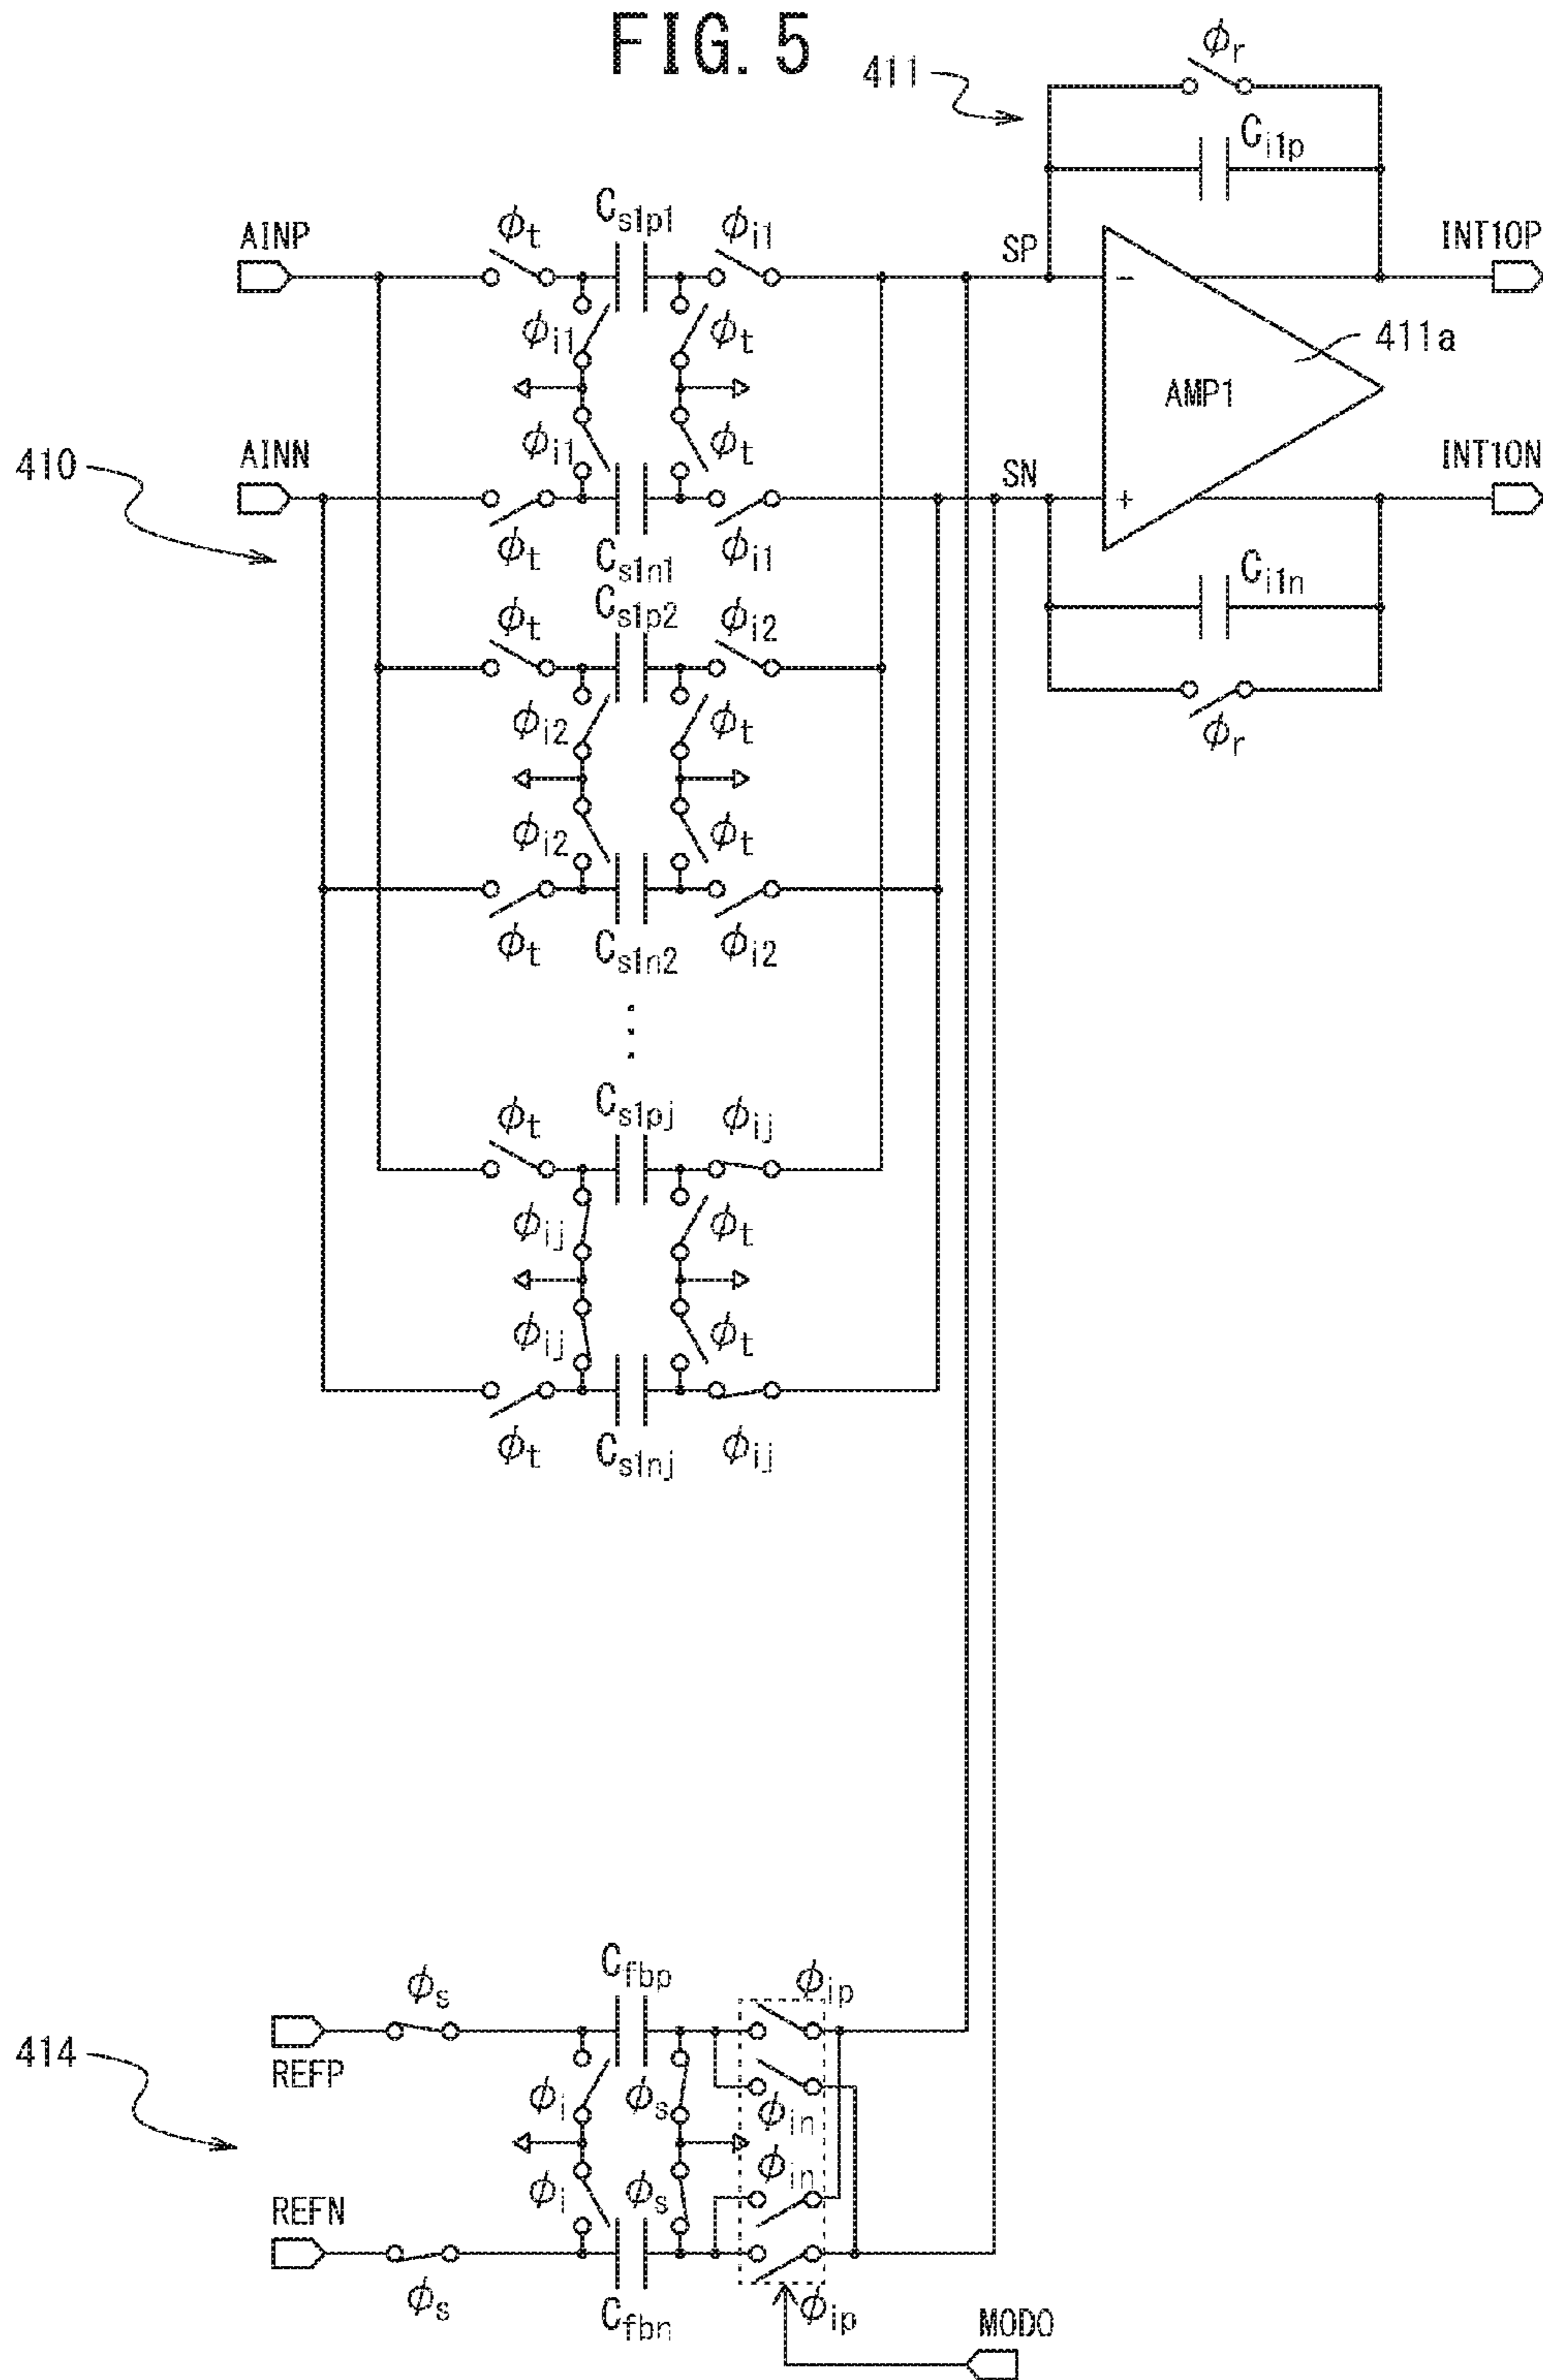 FIG. 5
411
ϕr
Ci1p
AINP
ϕt
Cs1p1
ϕi1
SP
INT1OP
ϕi1
ϕt
−
411a
AMP1
410
AINN
ϕi1
ϕt
SN
INT1ON
+
ϕt
Cs1n1
ϕi1
Ci1n
ϕt
Cs1p2
ϕi2
ϕi2
ϕt
ϕr
ϕi2
ϕt
ϕt
Cs1n2
ϕi2
ϕt
Cs1pj
ϕij
ϕij
ϕt
ϕij
ϕt
ϕt
Cs1nj
ϕij
ϕs
Cfbp
ϕip
414
REFP
ϕi
ϕs
ϕin
ϕi
ϕs
ϕin
REFN
ϕs
Cfbn
ϕip
MODO